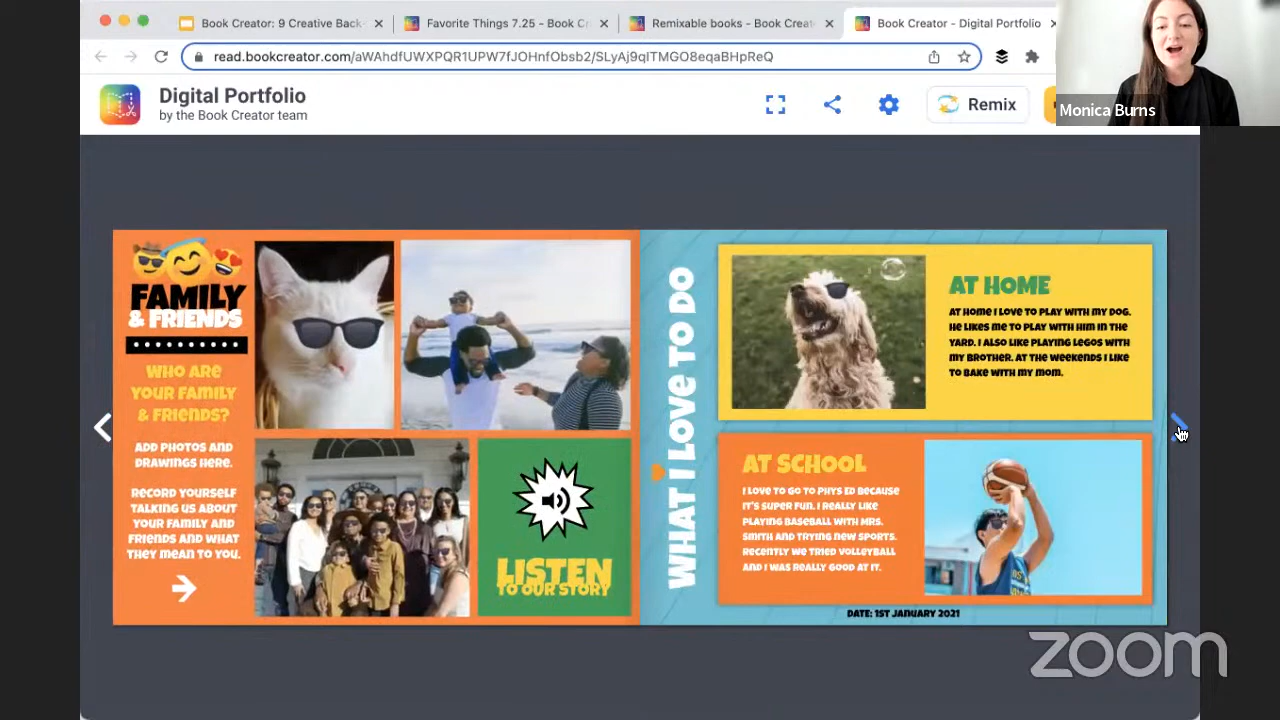 Book Creator: 9 Creative Back-
Favorite Things 7.25 - Book Cr
Remixable books - Book Creato
Book Creator - Digital Portfolio
read.bookcreator.com/aWAhdfUWXPQR1UPW7fJOHnfObsb2/SLyAj9qITMGO8eqaBHpReQ
Digital Portfolio
by the Book Creator team
Remix
Monica Burns
FAMILY
& FRIENDS
WHO ARE
YOUR FAMILY
& FRIENDS?
ADD PHOTOS AND
DRAWINGS HERE.
RECORD YOURSELF
TALKING US ABOUT
YOUR FAMILY AND
FRIENDS AND WHAT
THEY MEAN TO YOU.
LISTEN
TO OUR STORY
WHAT I LOVE TO DO
AT HOME
AT HOME I LOVE TO PLAY WITH MY DOG.
HE LIKES ME TO PLAY WITH HIM IN THE
YARD. I ALSO LIKE PLAYING LEGOS WITH
MY BROTHER. AT THE WEEKENDS I LIKE
TO BAKE WITH MY MOM.
AT SCHOOL
I LOVE TO GO TO PHYS ED BECAUSE
IT'S SUPER FUN. I REALLY LIKE
PLAYING BASEBALL WITH MRS.
SMITH AND TRYING NEW SPORTS.
RECENTLY WE TRIED VOLLEYBALL
AND I WAS REALLY GOOD AT IT.
DATE: 1ST JANUARY 2021
zoom